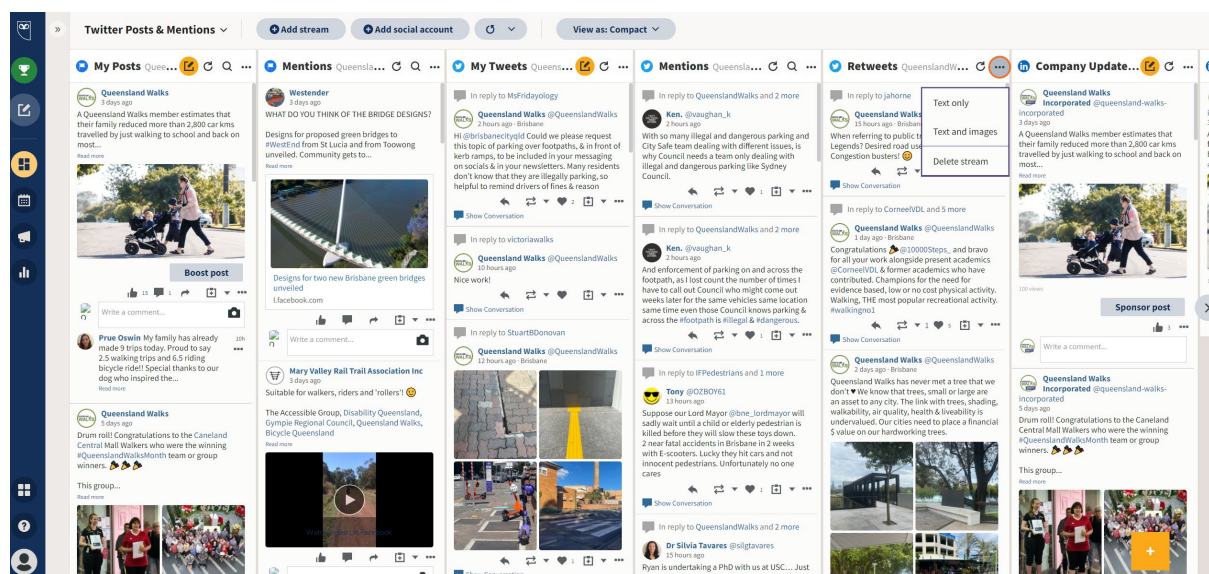 Twitter Posts & Mentions
Add stream
Add social account
View as: Compact
My Posts Quee...
A Queensland Walks
Queensland Walks
3 days ago
A Queensland Walks member estimates that
their family reduced more than 2,800 car kms
travelled by just walking to school and back on
most...
Read more
Boost post
15
1
Write a comment...
Prue Oswin My family has already
10h
made 9 trips today. Proud to say
2.5 walking trips and 6.5 riding
bicycle ride!! Special thanks to our
dog who inspired the...
Read more
Queensland Walks
5 days ago
Drum roll! Congratulations to the Caneland
Central Mall Walkers who were the winning
#QueenslandWalksMonth team or group
winners.
This group...
Read more
Mentions Queensla...
Westender
3 days ago
WHAT DO YOU THINK OF THE BRIDGE DESIGNS?
Designs for proposed green bridges to
#WestEnd from St Lucia and from Toowong
unveiled. Community gets to...
Read more
Designs for two new Brisbane green bridges
unveiled
l.facebook.com
Write a comment...
Mary Valley Rail Trail Association Inc
3 days ago
Suitable for walkers, riders and 'rollers'!
The Accessible Group, Disability Queensland,
Gympie Regional Council, Queensland Walks,
Bicycle Queensland
Read more
My Tweets Queens...
In reply to MsFridayology
Queensland Walks @QueenslandWalks
2 hours ago · Brisbane
Hi @brisbanecityqld Could we please request
this topic of parking over footpaths, & in front of
kerb ramps, to be included in your messaging
on socials & in your newsletters. Many residents
don't know that they are illegally parking, so
helpful to remind drivers of fines & reason
2
Show Conversation
In reply to victoriawalks
Queensland Walks @QueenslandWalks
10 hours ago
Nice work!
In reply to StuartBDonovan
Queensland Walks @QueenslandWalks
12 hours ago · Brisbane
1
Show Conversation
Mentions Queensla...
In reply to QueenslandWalks and 2 more
Ken. @vaughan_k
2 hours ago
With so many illegal and dangerous parking and
City Safe team dealing with different issues, is
why Council needs a team only dealing with
illegal and dangerous parking like Sydney
Council.
1
Show Conversation
In reply to QueenslandWalks and 2 more
Ken. @vaughan_k
2 hours ago
And enforcement of parking on and across the
footpath, as I lost count the number of times I
have to call out Council who might come out
weeks later for the same vehicles same location
same time even those Council knows parking &
across the #footpath is #illegal & #dangerous.
Show Conversation
In reply to IFPedestrians and 1 more
Tony @OZBOY61
13 hours ago
Suppose our Lord Mayor @bne_lordmayor will
sadly wait until a child or elderly pedestrian is
killed before they will slow these toys down.
2 near fatal accidents in Brisbane in 2 weeks
with E-scooters. Lucky they hit cars and not
innocent pedestrians. Unfortunately no one
cares
1
Show Conversation
In reply to QueenslandWalks and 2 more
Dr Silvia Tavares @silgtavares
15 hours ago
Ryan is undertaking a PhD with us at USC... Just
Retweets QueenslandW...
In reply to jahorne
Queensland Walks
15 hours ago · Brisbane
When referring to public tr
Legends? Desired road use
Congestion busters!
Show Conversation
Text only
Text and images
Delete stream
In reply to CorneelVDL and 5 more
Queensland Walks @QueenslandWalks
1 day ago · Brisbane
Congratulations @10000Steps_ and bravo
for all your work alongside present academics
@CorneelVDL & former academics who have
contributed. Champions for the need for
evidence based, low or no cost physical activity.
Walking, THE most popular recreational activity.
#walkingno1
1
5
Show Conversation
Queensland Walks @QueenslandWalks
2 days ago · Brisbane
Queensland Walks has never met a tree that we
don't ♥ We know that trees, small or large are
an asset to any city. The link with trees, shading,
walkability, air quality, health & liveability is
undervalued. Our cities need to place a financial
$ value on our hardworking trees.
Company Update...
Queensland Walks
Incorporated @queensland-walks-
incorporated
3 days ago
A Queensland Walks member estimates that
their family reduced more than 2,800 car kms
travelled by just walking to school and back on
most...
Read more
100 views
Sponsor post
3
Write a comment...
Queensland Walks
Incorporated @queensland-walks-
incorporated
5 days ago
Drum roll! Congratulations to the Caneland
Central Mall Walkers who were the winning
#QueenslandWalksMonth team or group
winners.
This group...
Read more